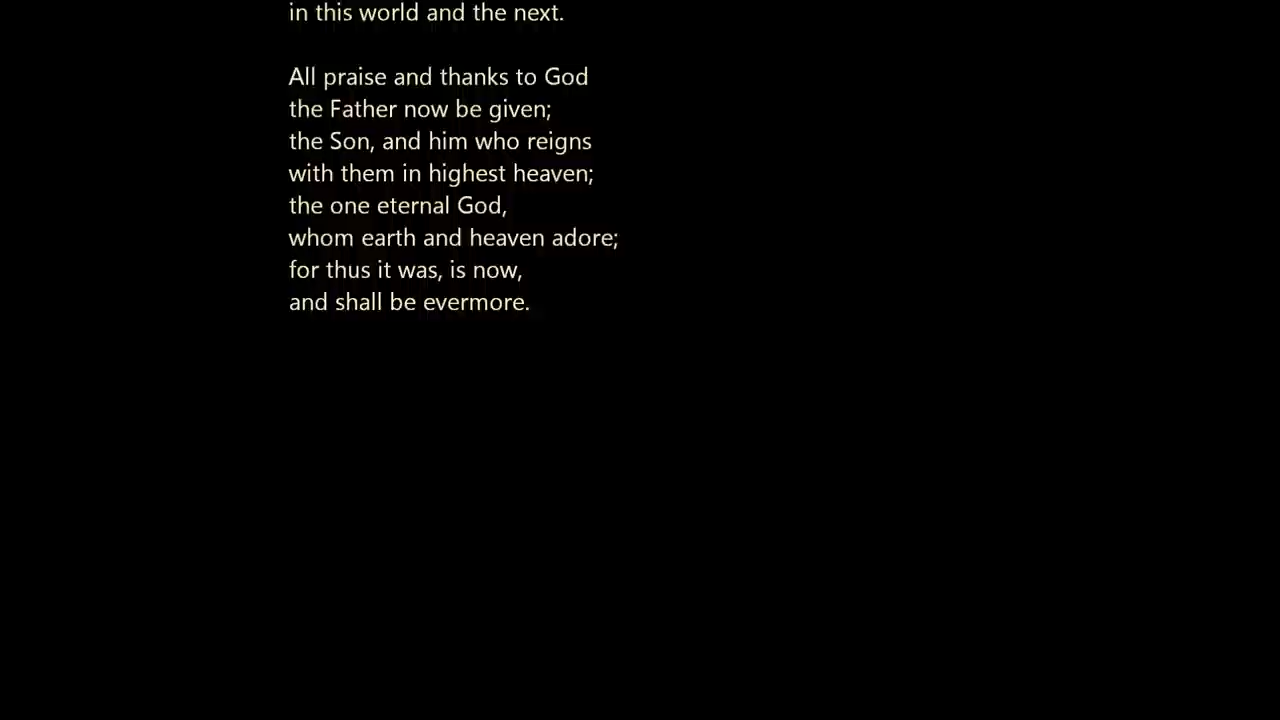 in this world and the next.
All praise and thanks to God
the Father now be given;
the Son, and him who reigns
with them in highest heaven;
the one eternal God,
whom earth and heaven adore;
for thus it was, is now,
and shall be evermore.